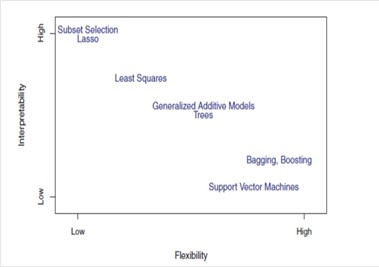 High
Subset Selection
Lasso
Least Squares
Generalized Additive Models
Trees
Bagging, Boosting
Support Vector Machines
Interpretability
Low
Low
High
Flexibility